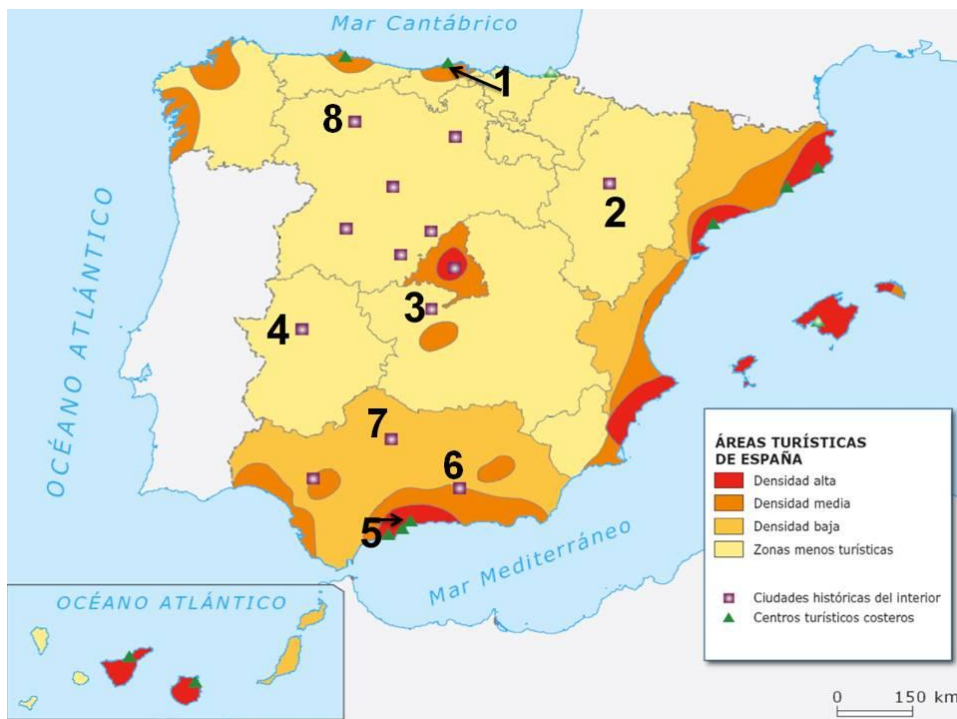 Mar Cantábrico
1
8
2
3
4
OCÉANO ATLÁNTICO
7
6
5
Mar Mediterráneo
ÁREAS TURÍSTICAS
DE ESPAÑA
Densidad alta
Densidad media
Densidad baja
Zonas menos turísticas
Ciudades históricas del interior
Centros turísticos costeros
OCÉANO ATLÁNTICO
0 150 km